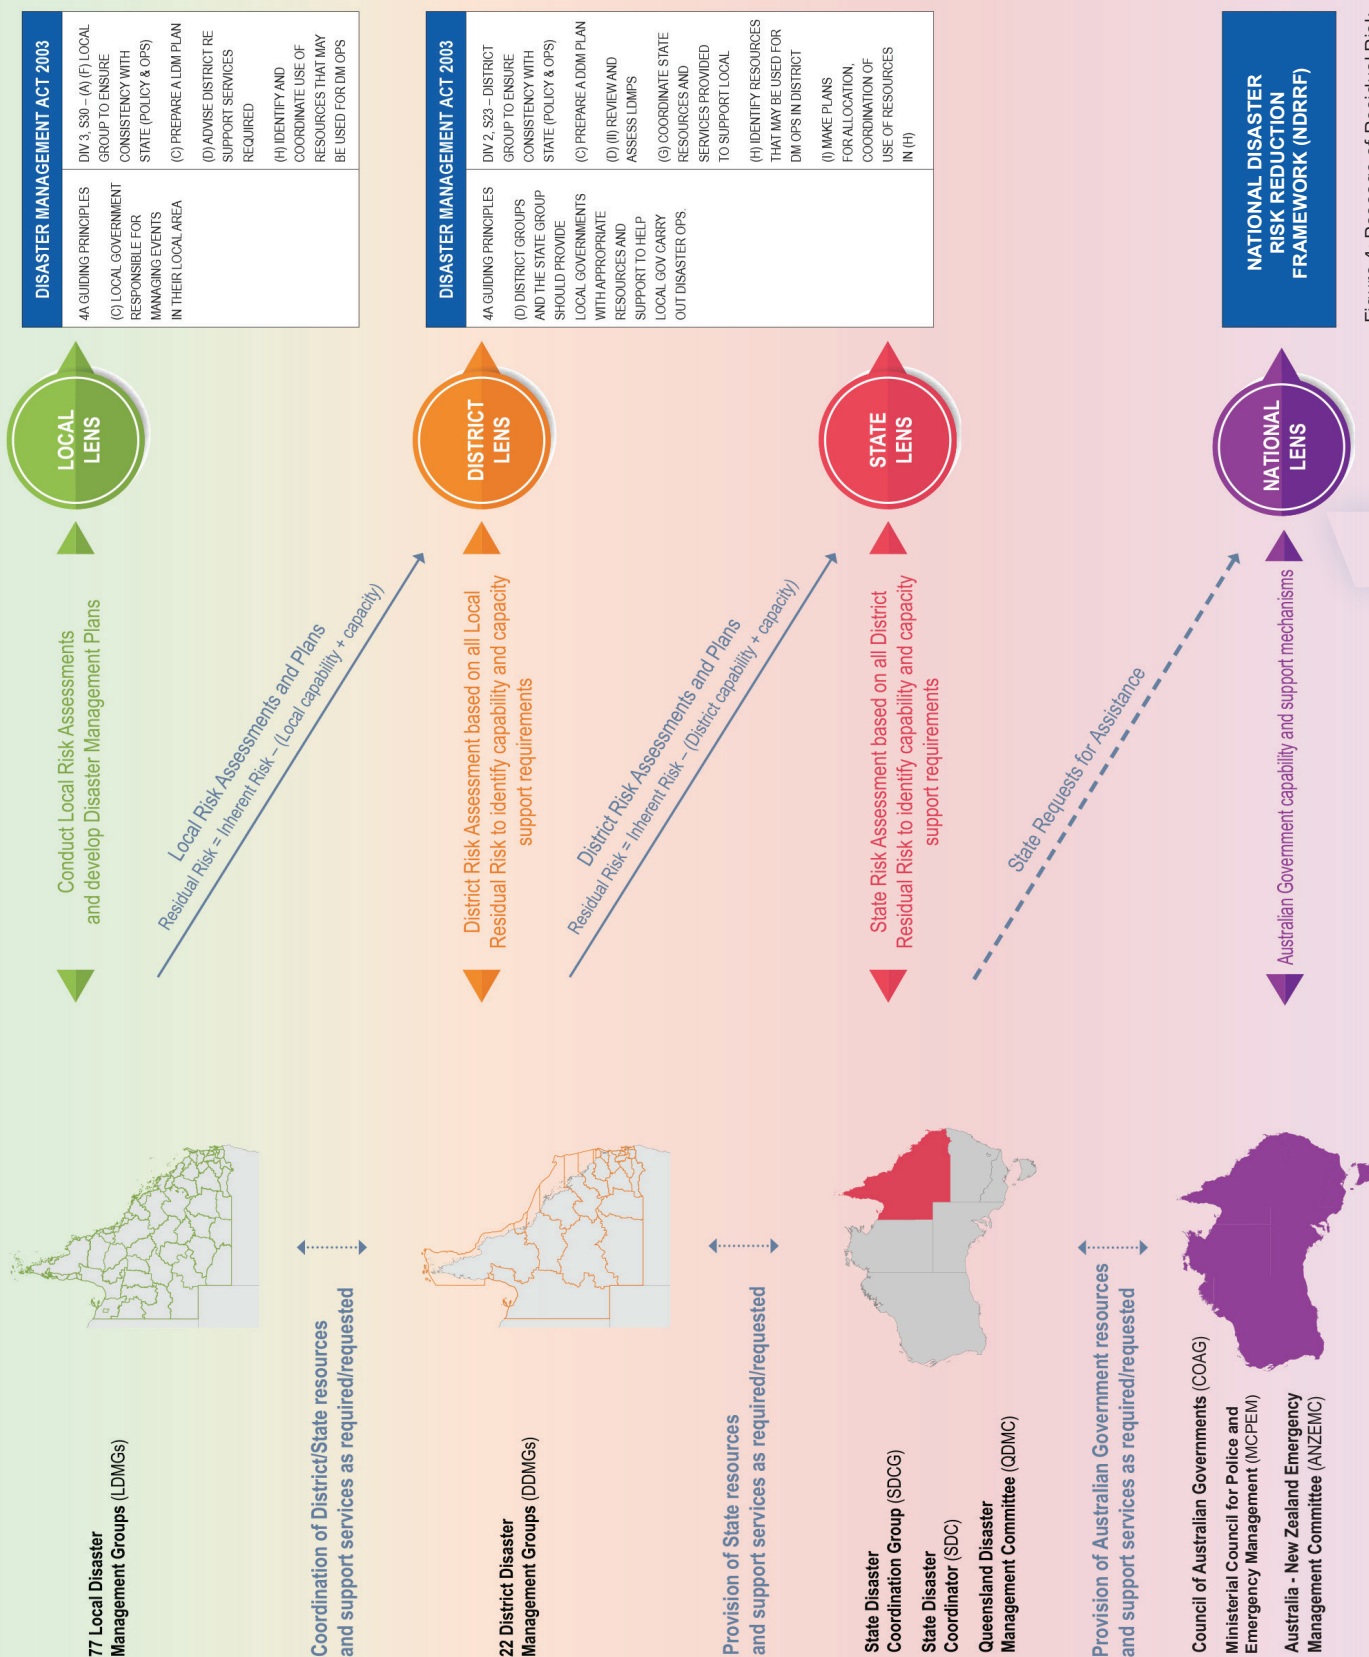 77 Local Disaster
Management Groups (LDMGs)
Conduct Local Risk Assessments
and develop Disaster Management Plans
LOCAL
LENS
DISASTER MANAGEMENT ACT 2003
4A GUIDING PRINCIPLES
(C) LOCAL GOVERNMENT
RESPONSIBLE FOR
MANAGING EVENTS
IN THEIR LOCAL AREA
DIV 3, S30 – (A) (F) LOCAL
GROUP TO ENSURE
CONSISTENCY WITH
STATE (POLICY & OPS)
(C) PREPARE A LDM PLAN
(D) ADVISE DISTRICT RE
SUPPORT SERVICES
REQUIRED
(H) IDENTIFY AND
COORDINATE USE OF
RESOURCES THAT MAY
BE USED FOR DM OPS
Coordination of District/State resources
and support services as required/requested
Local Risk Assessments and Plans
Residual Risk = Inherent Risk – (Local capability + capacity)
22 District Disaster
Management Groups (DDMGs)
District Risk Assessment based on all Local
Residual Risk to identify capability and capacity
support requirements
DISTRICT
LENS
DISASTER MANAGEMENT ACT 2003
4A GUIDING PRINCIPLES
(D) DISTRICT GROUPS
AND THE STATE GROUP
SHOULD PROVIDE
LOCAL GOVERNMENTS
WITH APPROPRIATE
RESOURCES AND
SUPPORT TO HELP
LOCAL GOV CARRY
OUT DISASTER OPS.
DIV 2, S23 – DISTRICT
GROUP TO ENSURE
CONSISTENCY WITH
STATE (POLICY & OPS)
(C) PREPARE A DDM PLAN
(D) (III) REVIEW AND
ASSESS LDMPS
(G) COORDINATE STATE
RESOURCES AND
SERVICES PROVIDED
TO SUPPORT LOCAL
(H) IDENTIFY RESOURCES
THAT MAY BE USED FOR
DM OPS IN DISTRICT
(I) MAKE PLANS
FOR ALLOCATION,
COORDINATION OF
USE OF RESOURCES
IN (H)
Provision of State resources
and support services as required/requested
District Risk Assessments and Plans
Residual Risk = Inherent Risk – (District capability + capacity)
State Disaster
Coordination Group (SDCG)
State Disaster
Coordinator (SDC)
Queensland Disaster
Management Committee (QDMC)
State Risk Assessment based on all District
Residual Risk to identify capability and capacity
support requirements
STATE
LENS
Provision of Australian Government resources
and support services as required/requested
State Requests for Assistance
Council of Australian Governments (COAG)
Ministerial Council for Police and
Emergency Management (MCPEM)
Australia - New Zealand Emergency
Management Committee (ANZEMC)
Australian Government capability and support mechanisms
NATIONAL
LENS
NATIONAL DISASTER
RISK REDUCTION
FRAMEWORK (NDRRF)